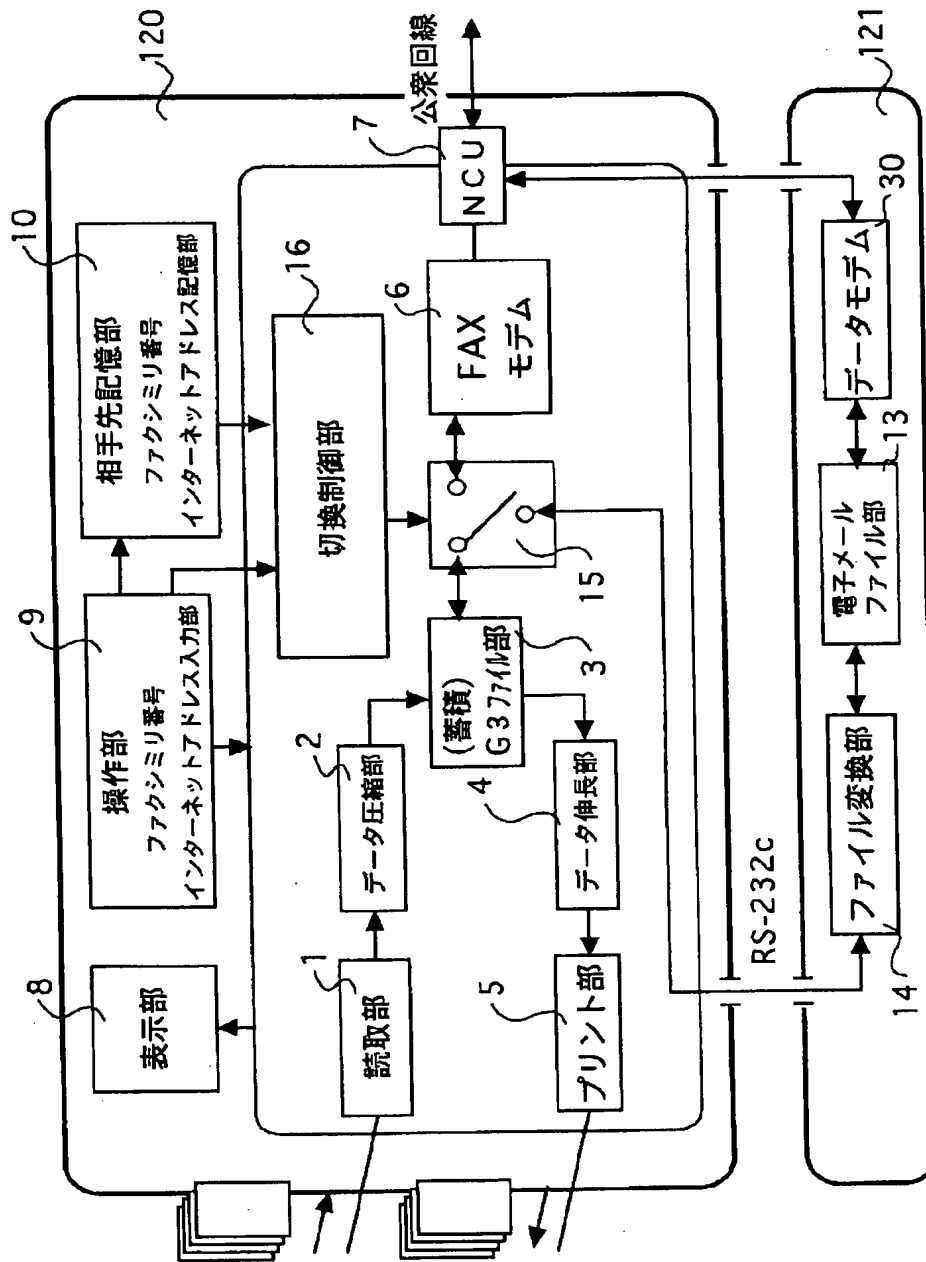 120
8
表示部
9
操作部
ファクシミリ番号
インターネットアドレス入力部
10
相手先記憶部
ファクシミリ番号
インターネットアドレス記憶部
16
切換制御部
7
NCU
公衆回線
1
読取部
2
データ圧縮部
(蓄積)
G3ファイル部
3
15
6
FAX
モデム
5
プリント部
4
データ伸長部
RS-232c
121
14
ファイル変換部
電子メール
ファイル部
13
データモデム
30